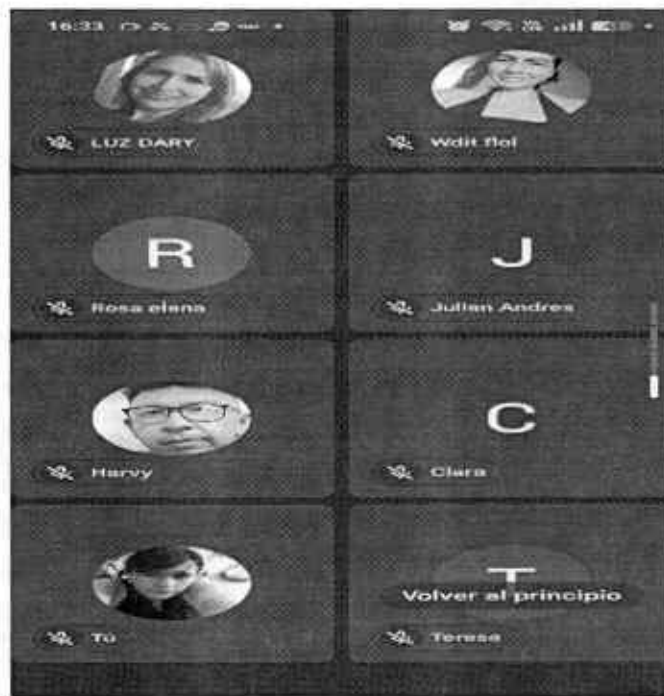 16:33
LUZ DARY
Wdit flol
R
J
Rosa elena
Julian Andres
C
Harvy
Clara
T
Volver al principio
Tú
Teresa